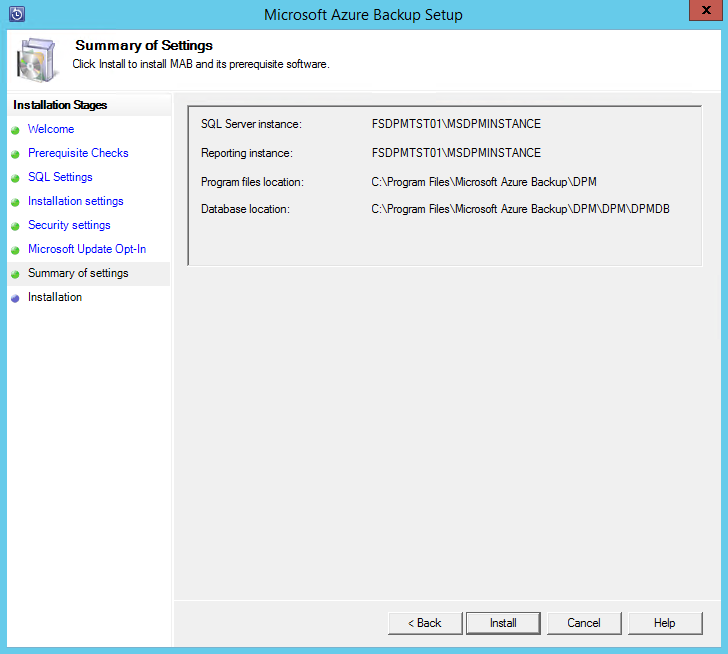 Microsoft Azure Backup Setup
x
Summary of Settings
Click Install to install MAB and its prerequisite software.
Installation Stages
Welcome
Prerequisite Checks
SQL Settings
Installation settings
Security settings
Microsoft Update Opt-In
Summary of settings
Installation
SQL Server instance: FSDPMTST01\MSDPMINSTANCE
Reporting instance: FSDPMTST01\MSDPMINSTANCE
Program files location: C:\Program Files\Microsoft Azure Backup\DPM
Database location: C:\Program Files\Microsoft Azure Backup\DPM\DPM\DPMDB
< Back Install Cancel Help